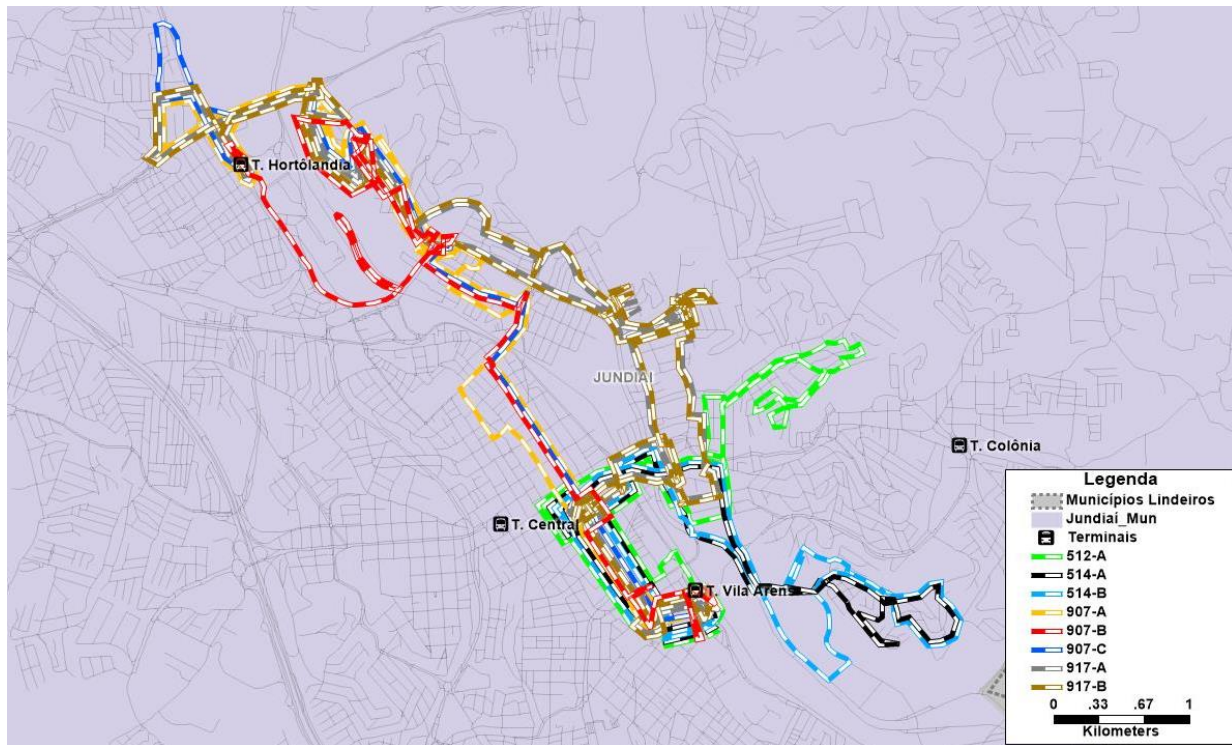 T. Hortôlandia
JUNDIAI
T. Colônia
T. Central
T. Vila Arens
Legenda
Municípios Lindeiros
Jundiaí_Mun
Terminais
512-A
514-A
514-B
907-A
907-B
907-C
917-A
917-B
0 .33 .67 1
Kilometers